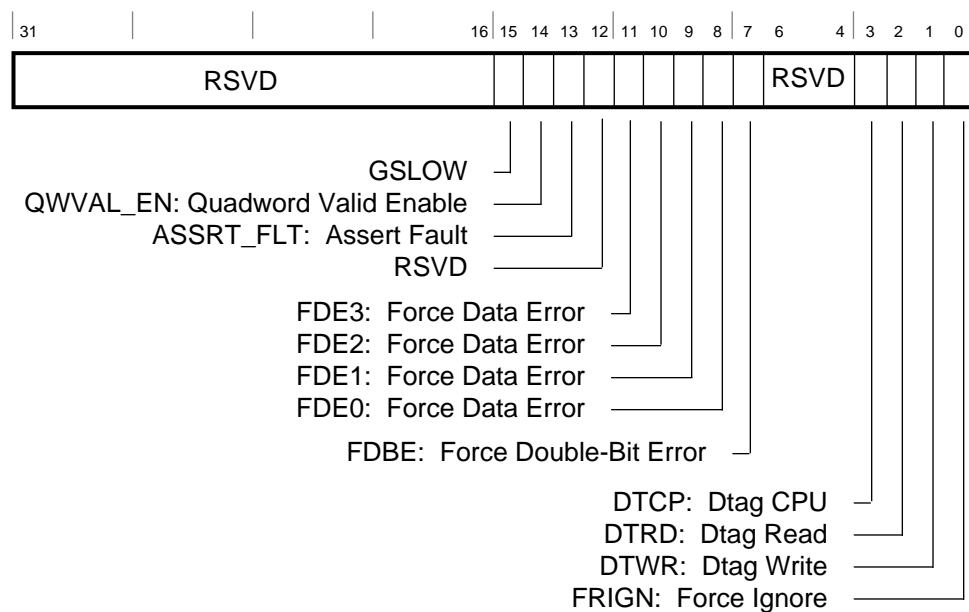 31 16 15 14 13 12 11 10 9 8 7 6 4 3 2 1 0
RSVD RSVD
GSLOW
QWVAL_EN: Quadword Valid Enable
ASSRT_FLT: Assert Fault
RSVD
FDE3: Force Data Error
FDE2: Force Data Error
FDE1: Force Data Error
FDE0: Force Data Error
FDBE: Force Double-Bit Error
DTCP: Dtag CPU
DTRD: Dtag Read
DTWR: Dtag Write
FRIGN: Force Ignore